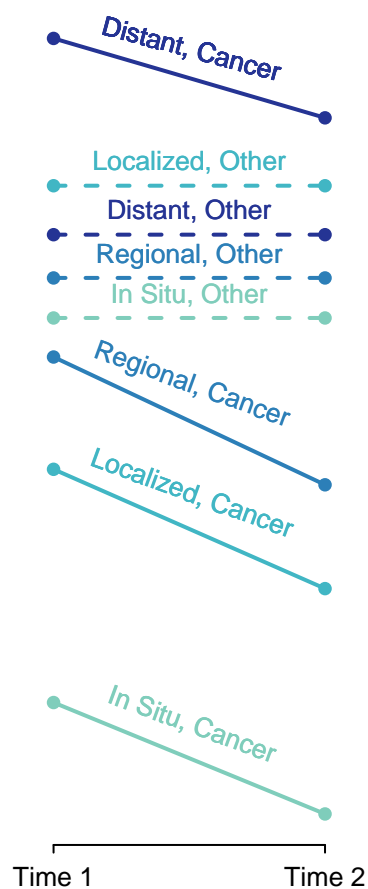 Distant, Cancer
Localized, Other
Distant, Other
Regional, Other
In Situ, Other
Regional, Cancer
Localized, Cancer
In Situ, Cancer
Time 1 Time 2